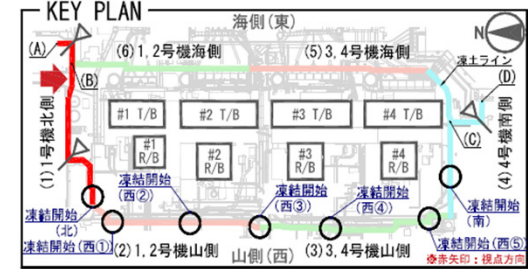 KEY PLAN
海側(東)
N
(A)
(6)1,2号機海側
(5)3,4号機海側
凍土ライン
(B)
(D)
(1)1号機北側
#1 T/B
#2 T/B
#3 T/B
#4 T/B
(C)
(4)4号機南側
#1
R/B
#2
R/B
#3
R/B
#4
R/B
凍結開始
(西②)
凍結開始
(西③)
凍結開始
(西④)
凍結開始
(南)
凍結開始
(北)
凍結開始(西①)
(2)1,2号機山側
山側(西)
(3)3,4号機山側
凍結開始(西⑤)
※赤矢印:視点方向